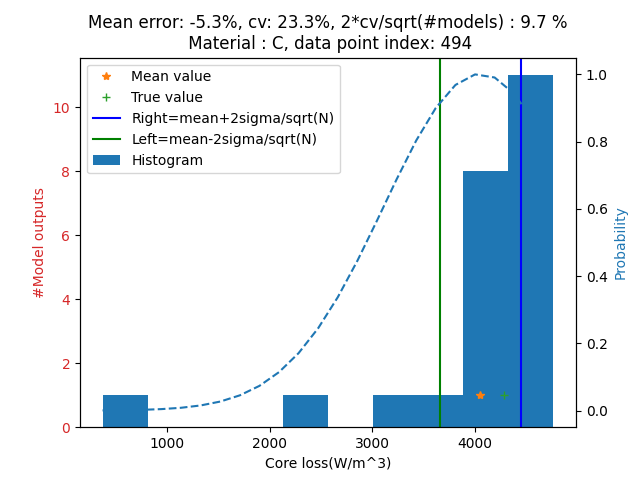 Mean error: -5.3%, cv: 23.3%, 2*cv/sqrt(#models) : 9.7 %
Material : C, data point index: 494
Mean value
True value
Right=mean+2sigma/sqrt(N)
Left=mean-2sigma/sqrt(N)
Histogram
#Model outputs
10
8
6
4
2
0
1.0
0.8
0.6
0.4
0.2
0.0
Probability
1000 2000 3000 4000
Core loss(W/m^3)